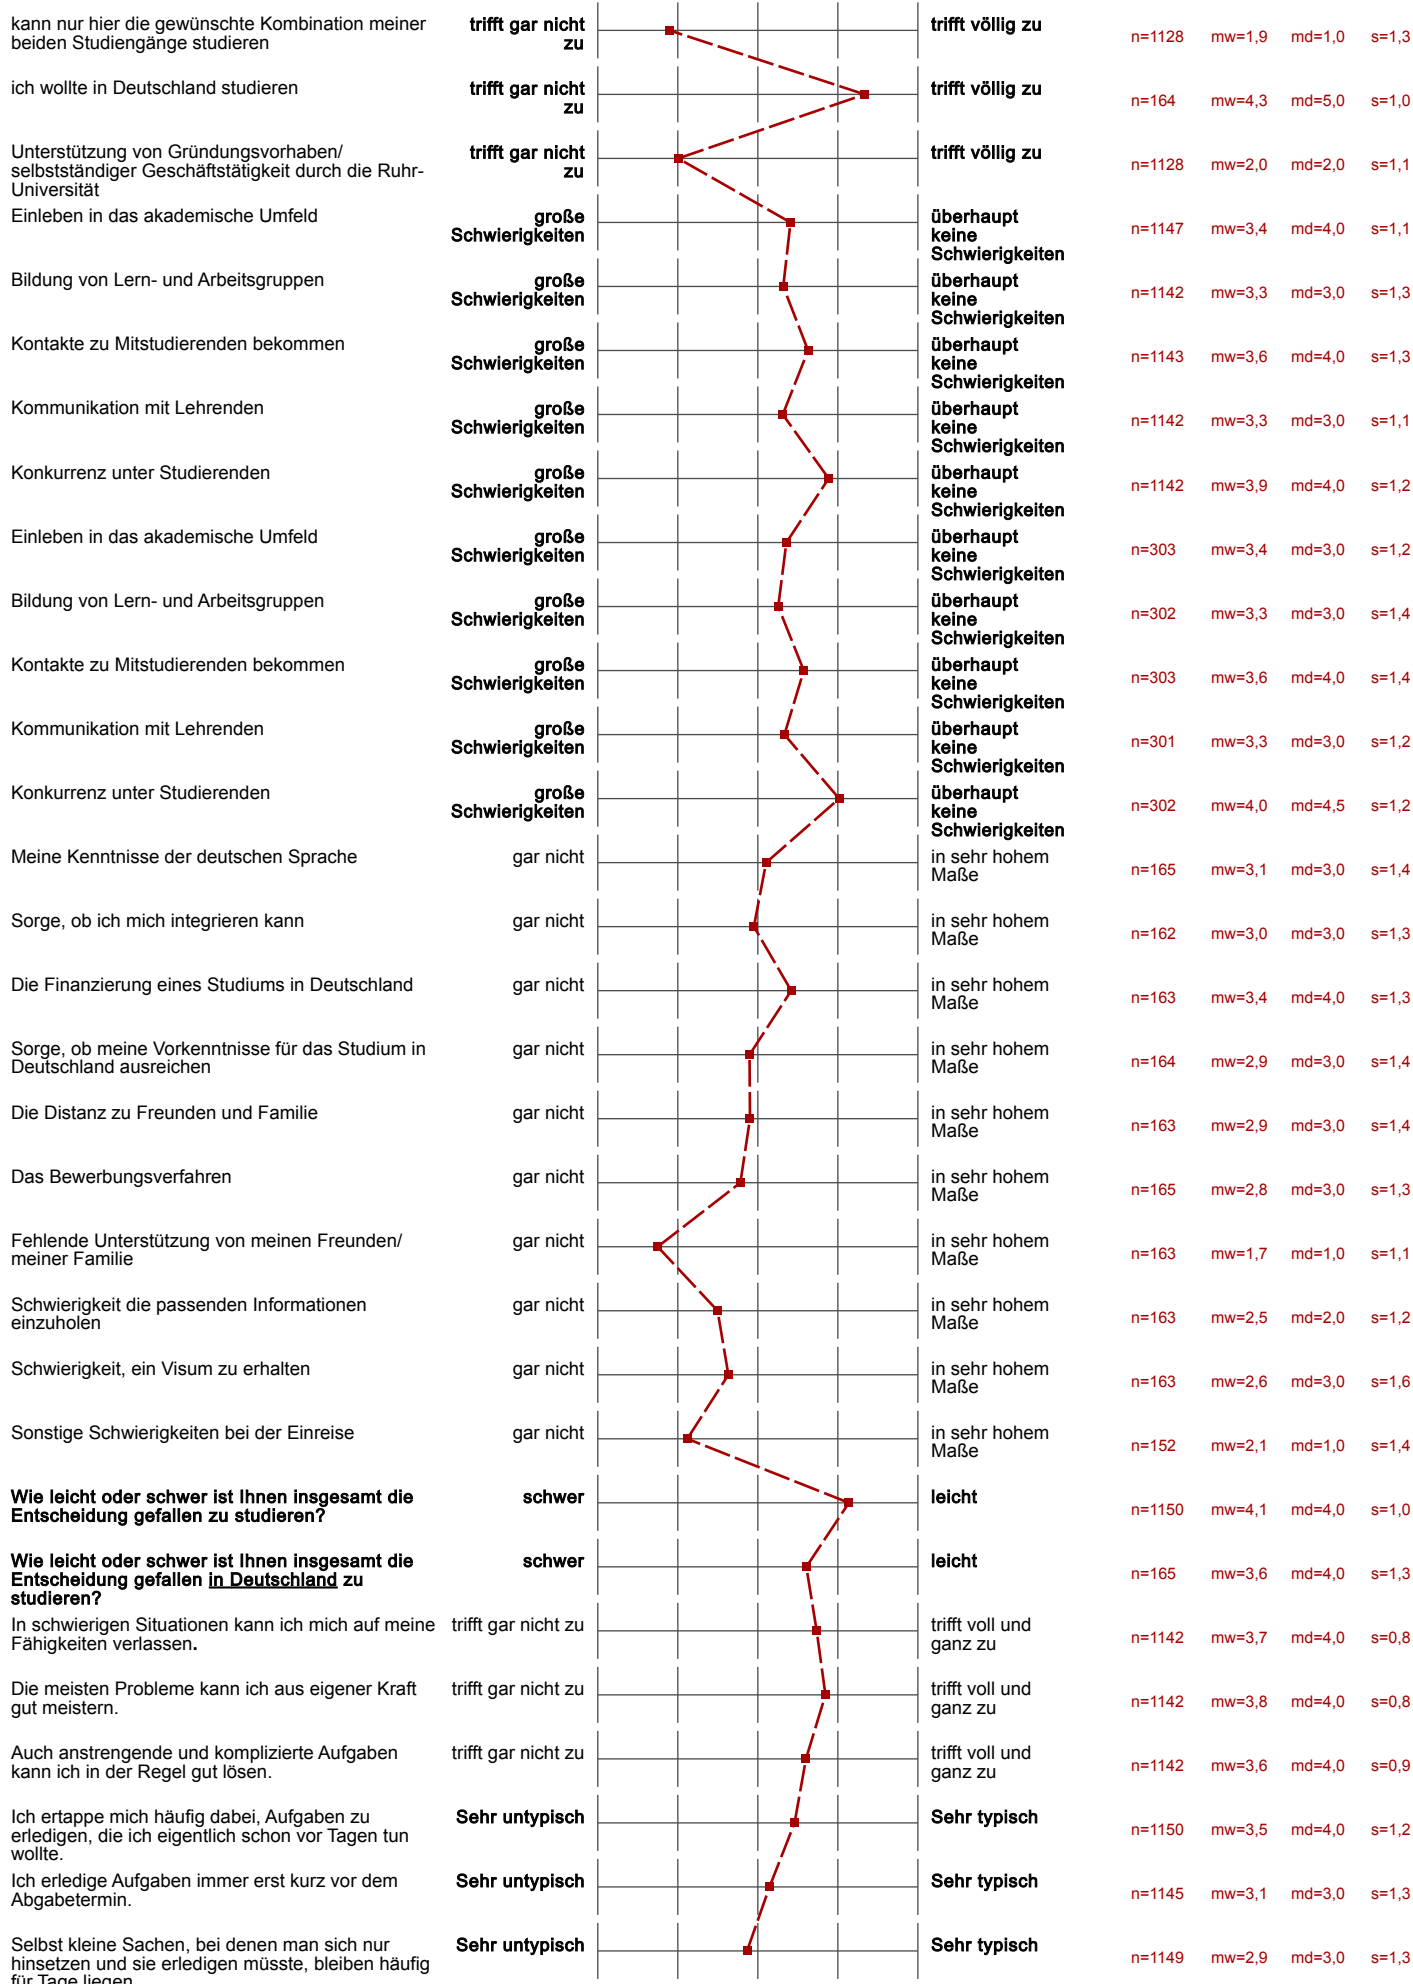 kann nur hier die gewünschte Kombination meiner
beiden Studiengänge studieren
trifft gar nicht
zu
trifft völlig zu
n=1128 mw=1,9 md=1,0 s=1,3
ich wollte in Deutschland studieren
trifft gar nicht
zu
trifft völlig zu
n=164 mw=4,3 md=5,0 s=1,0
Unterstützung von Gründungsvorhaben/
selbstständiger Geschäftstätigkeit durch die Ruhr-
Universität
trifft gar nicht
zu
trifft völlig zu
n=1128 mw=2,0 md=2,0 s=1,1
Einleben in das akademische Umfeld
große
Schwierigkeiten
überhaupt
keine
Schwierigkeiten
n=1147 mw=3,4 md=4,0 s=1,1
Bildung von Lern- und Arbeitsgruppen
große
Schwierigkeiten
überhaupt
keine
Schwierigkeiten
n=1142 mw=3,3 md=3,0 s=1,3
Kontakte zu Mitstudierenden bekommen
große
Schwierigkeiten
überhaupt
keine
Schwierigkeiten
n=1143 mw=3,6 md=4,0 s=1,3
Kommunikation mit Lehrenden
große
Schwierigkeiten
überhaupt
keine
Schwierigkeiten
n=1142 mw=3,3 md=3,0 s=1,1
Konkurrenz unter Studierenden
große
Schwierigkeiten
überhaupt
keine
Schwierigkeiten
n=1142 mw=3,9 md=4,0 s=1,2
Einleben in das akademische Umfeld
große
Schwierigkeiten
überhaupt
keine
Schwierigkeiten
n=303 mw=3,4 md=3,0 s=1,2
Bildung von Lern- und Arbeitsgruppen
große
Schwierigkeiten
überhaupt
keine
Schwierigkeiten
n=302 mw=3,3 md=3,0 s=1,4
Kontakte zu Mitstudierenden bekommen
große
Schwierigkeiten
überhaupt
keine
Schwierigkeiten
n=303 mw=3,6 md=4,0 s=1,4
Kommunikation mit Lehrenden
große
Schwierigkeiten
überhaupt
keine
Schwierigkeiten
n=301 mw=3,3 md=3,0 s=1,2
Konkurrenz unter Studierenden
große
Schwierigkeiten
überhaupt
keine
Schwierigkeiten
n=302 mw=4,0 md=4,5 s=1,2
Meine Kenntnisse der deutschen Sprache
gar nicht
in sehr hohem
Maße
n=165 mw=3,1 md=3,0 s=1,4
Sorge, ob ich mich integrieren kann
gar nicht
in sehr hohem
Maße
n=162 mw=3,0 md=3,0 s=1,3
Die Finanzierung eines Studiums in Deutschland
gar nicht
in sehr hohem
Maße
n=163 mw=3,4 md=4,0 s=1,3
Sorge, ob meine Vorkenntnisse für das Studium in
Deutschland ausreichen
gar nicht
in sehr hohem
Maße
n=164 mw=2,9 md=3,0 s=1,4
Die Distanz zu Freunden und Familie
gar nicht
in sehr hohem
Maße
n=163 mw=2,9 md=3,0 s=1,4
Das Bewerbungsverfahren
gar nicht
in sehr hohem
Maße
n=165 mw=2,8 md=3,0 s=1,3
Fehlende Unterstützung von meinen Freunden/
meiner Familie
gar nicht
in sehr hohem
Maße
n=163 mw=1,7 md=1,0 s=1,1
Schwierigkeit die passenden Informationen
einzuholen
gar nicht
in sehr hohem
Maße
n=163 mw=2,5 md=2,0 s=1,2
Schwierigkeit, ein Visum zu erhalten
gar nicht
in sehr hohem
Maße
n=163 mw=2,6 md=3,0 s=1,6
Sonstige Schwierigkeiten bei der Einreise
gar nicht
in sehr hohem
Maße
n=152 mw=2,1 md=1,0 s=1,4
Wie leicht oder schwer ist Ihnen insgesamt die
Entscheidung gefallen zu studieren?
schwer
leicht
n=1150 mw=4,1 md=4,0 s=1,0
Wie leicht oder schwer ist Ihnen insgesamt die
Entscheidung gefallen in Deutschland zu
studieren?
schwer
leicht
n=165 mw=3,6 md=4,0 s=1,3
In schwierigen Situationen kann ich mich auf meine
Fähigkeiten verlassen.
trifft gar nicht zu
trifft voll und
ganz zu
n=1142 mw=3,7 md=4,0 s=0,8
Die meisten Probleme kann ich aus eigener Kraft
gut meistern.
trifft gar nicht zu
trifft voll und
ganz zu
n=1142 mw=3,8 md=4,0 s=0,8
Auch anstrengende und komplizierte Aufgaben
kann ich in der Regel gut lösen.
trifft gar nicht zu
trifft voll und
ganz zu
n=1142 mw=3,6 md=4,0 s=0,9
Ich ertappe mich häufig dabei, Aufgaben zu
erledigen, die ich eigentlich schon vor Tagen tun
wollte.
Sehr untypisch
Sehr typisch
n=1150 mw=3,5 md=4,0 s=1,2
Ich erledige Aufgaben immer erst kurz vor dem
Abgabetermin.
Sehr untypisch
Sehr typisch
n=1145 mw=3,1 md=3,0 s=1,3
Selbst kleine Sachen, bei denen man sich nur
hinsetzen und sie erledigen müsste, bleiben häufig
für Tage liegen
Sehr untypisch
Sehr typisch
n=1149 mw=2,9 md=3,0 s=1,3